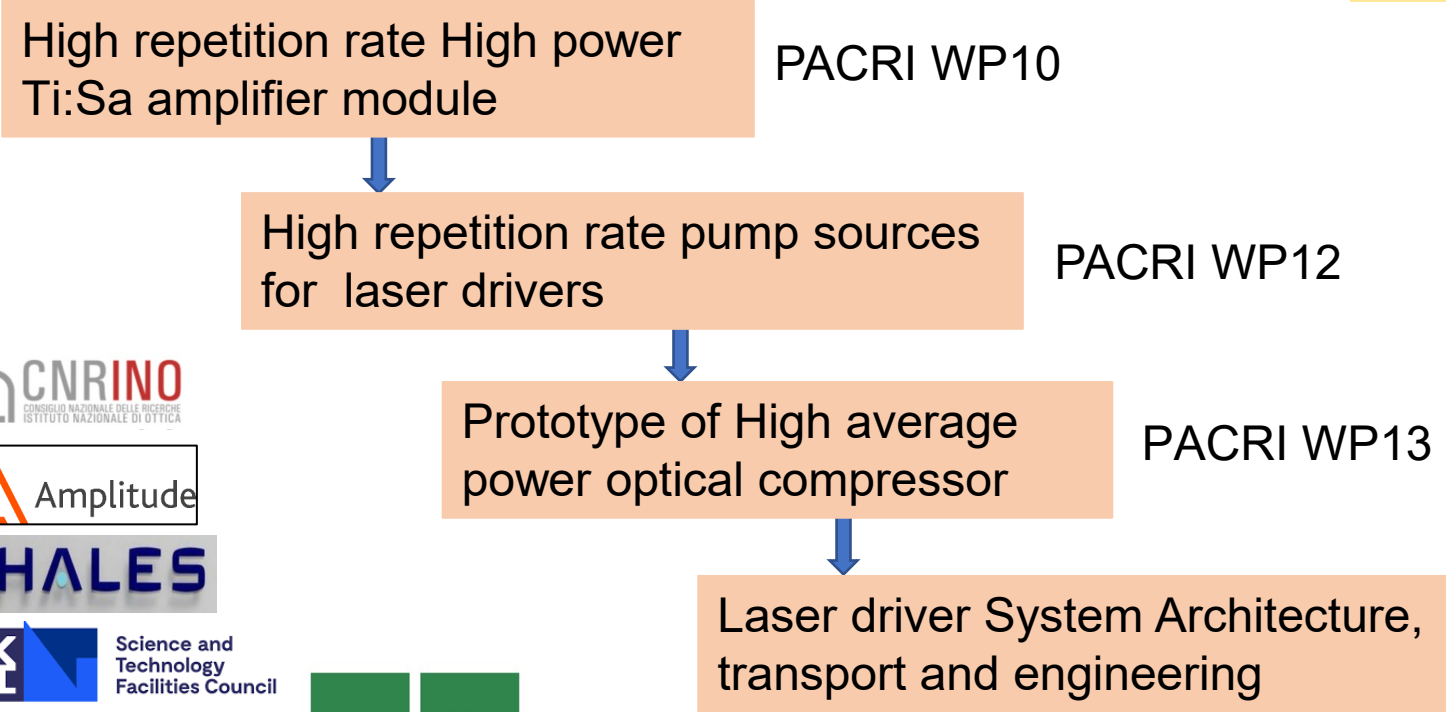 High repetition rate High power
Ti:Sa amplifier module
PACRI WP10
High repetition rate pump sources
for laser drivers
PACRI WP12
CNRINO
CONSIGLIO NAZIONALE DELLE RICERCHE
ISTITUTO NAZIONALE DI OTTICA
Prototype of High average
power optical compressor
PACRI WP13
Amplitude
HALES
Laser driver System Architecture,
transport and engineering
Science and
Technology
Facilities Council